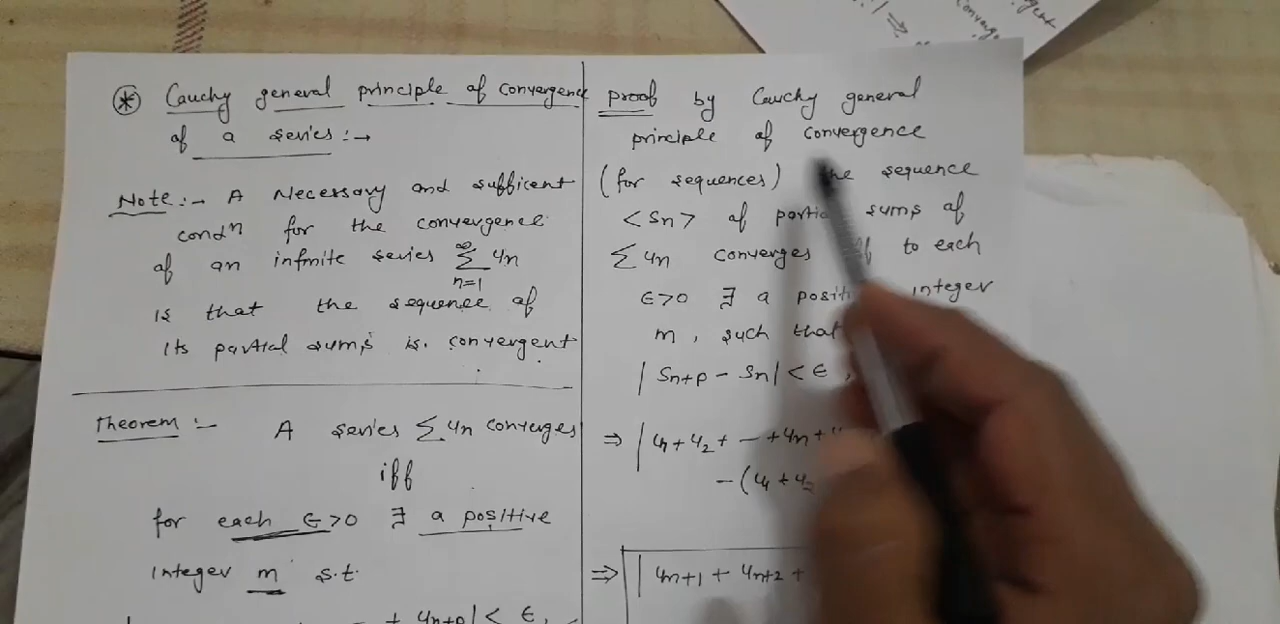 * Cauchy general principle of convergence
of a series :→
Note :- A Necessary and sufficent
condn for the convergence
of an infinite series ∑_{n=1}^{∞} un
is that the sequence of
its partial sums is convergent
Theorem :- A series ∑un converges
iff
for each ∈>0 ∃ a positive
integer m s.t.
+ un+p| < ∈,
proof by Cauchy general
principle of convergence
(for sequences) the sequence
<Sn> of partial sums of
∑un converges iff to each
∈>0 ∃ a positive integer
m, such that
|Sn+p - Sn| < ∈,
⇒ |u1 + u2 + - + un +
- (u1 + u2
⇒ |un+1 + un+2 +